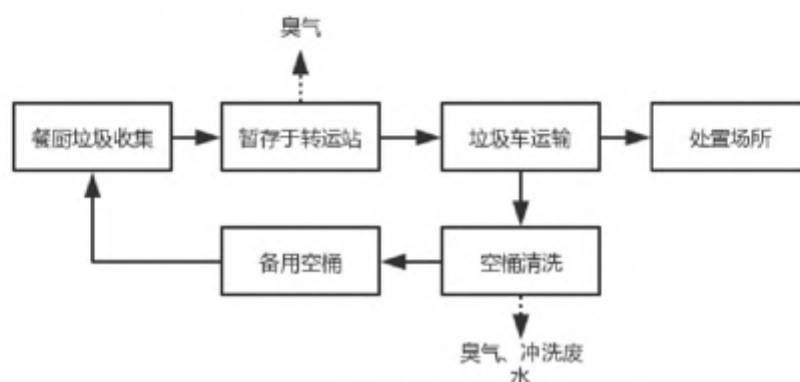 臭气
餐厨垃圾收集
暂存于转运站
垃圾车运输
处置场所
备用空桶
空桶清洗
臭气、冲洗废
水